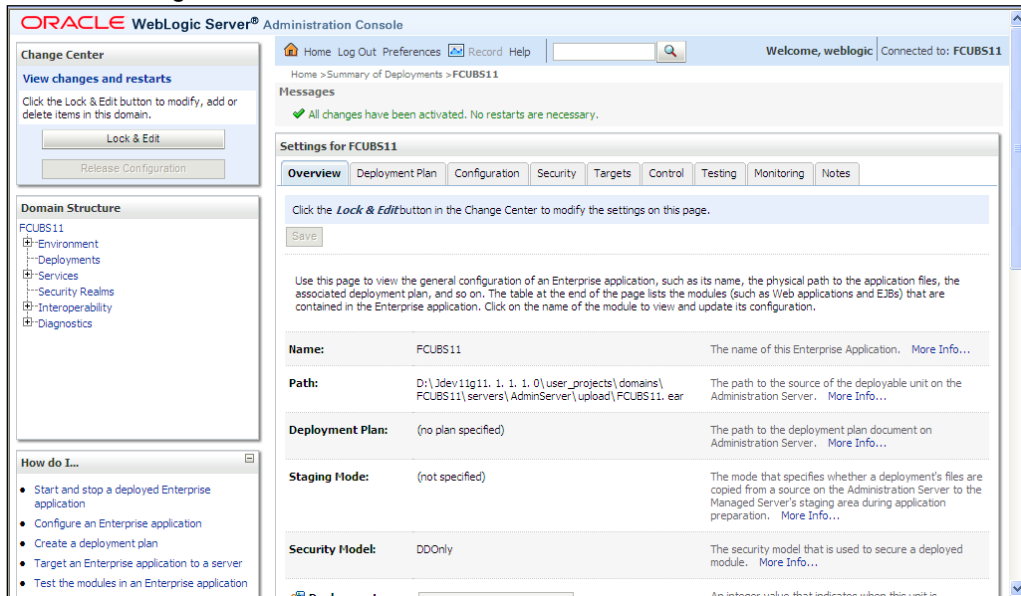 ORACLE WebLogic Server® Administration Console
Change Center
View changes and restarts
Click the Lock & Edit button to modify, add or
delete items in this domain.
Lock & Edit
Release Configuration
Domain Structure
FCUBS11
Environment
Deployments
Services
Security Realms
Interoperability
Diagnostics
How do I...
Start and stop a deployed Enterprise
application
Configure an Enterprise application
Create a deployment plan
Target an Enterprise application to a server
Test the modules in an Enterprise application
Home Log Out Preferences Record Help
Welcome, weblogic Connected to: FCUBS11
Home >Summary of Deployments >FCUBS11
Messages
All changes have been activated. No restarts are necessary.
Settings for FCUBS11
Overview Deployment Plan Configuration Security Targets Control Testing Monitoring Notes
Click the Lock & Edit button in the Change Center to modify the settings on this page.
Save
Use this page to view the general configuration of an Enterprise application, such as its name, the physical path to the application files, the
associated deployment plan, and so on. The table at the end of the page lists the modules (such as Web applications and EJBs) that are
contained in the Enterprise application. Click on the name of the module to view and update its configuration.
Name: FCUBS11 The name of this Enterprise Application. More Info...
Path: D:\Jdev11g11. 1. 1. 1. 0\user_projects\domains\ The path to the source of the deployable unit on the
FCUBS11\servers\AdminServer\upload\FCUBS11. ear Administration Server. More Info...
Deployment Plan: (no plan specified) The path to the deployment plan document on
Administration Server. More Info...
Staging Mode: (not specified) The mode that specifies whether a deployment's files are
copied from a source on the Administration Server to the
Managed Server's staging area during application
preparation. More Info...
Security Model: DDOnly The security model that is used to secure a deployed
module. More Info...